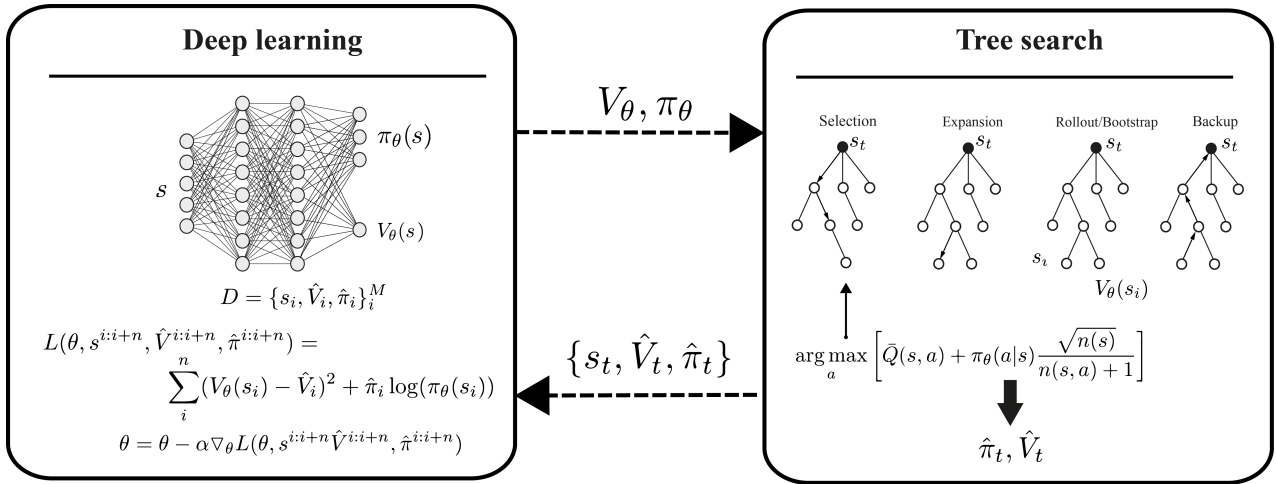 Deep learning
s
π_θ(s)
V_θ(s)
D = {s_i, V̂_i, π̂_i}_i^M
L(θ, s^{i:i+n}, V̂^{i:i+n}, π̂^{i:i+n}) =
∑_i^n (V_θ(s_i) − V̂_i)^2 + π̂_i log(π_θ(s_i))
θ = θ − α▽_θ L(θ, s^{i:i+n} V̂^{i:i+n}, π̂^{i:i+n})
V_θ, π_θ
{s_t, V̂_t, π̂_t}
Tree search
Selection Expansion Rollout/Bootstrap Backup
s_t s_t s_t s_t
s_i
V_θ(s_i)
arg max_a [Q̄(s, a) + π_θ(a|s) √n(s) / (n(s, a) + 1)]
π̂_t, V̂_t